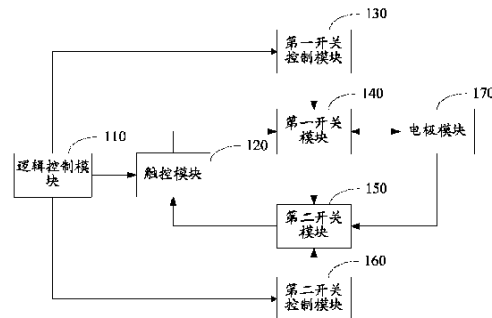 130
第一开关
控制模块
140
170
第一开关
模块
电极模块
110
120
逻辑控制模
块
触控模块
150
第二开关
模块
160
第二开关
控制模块